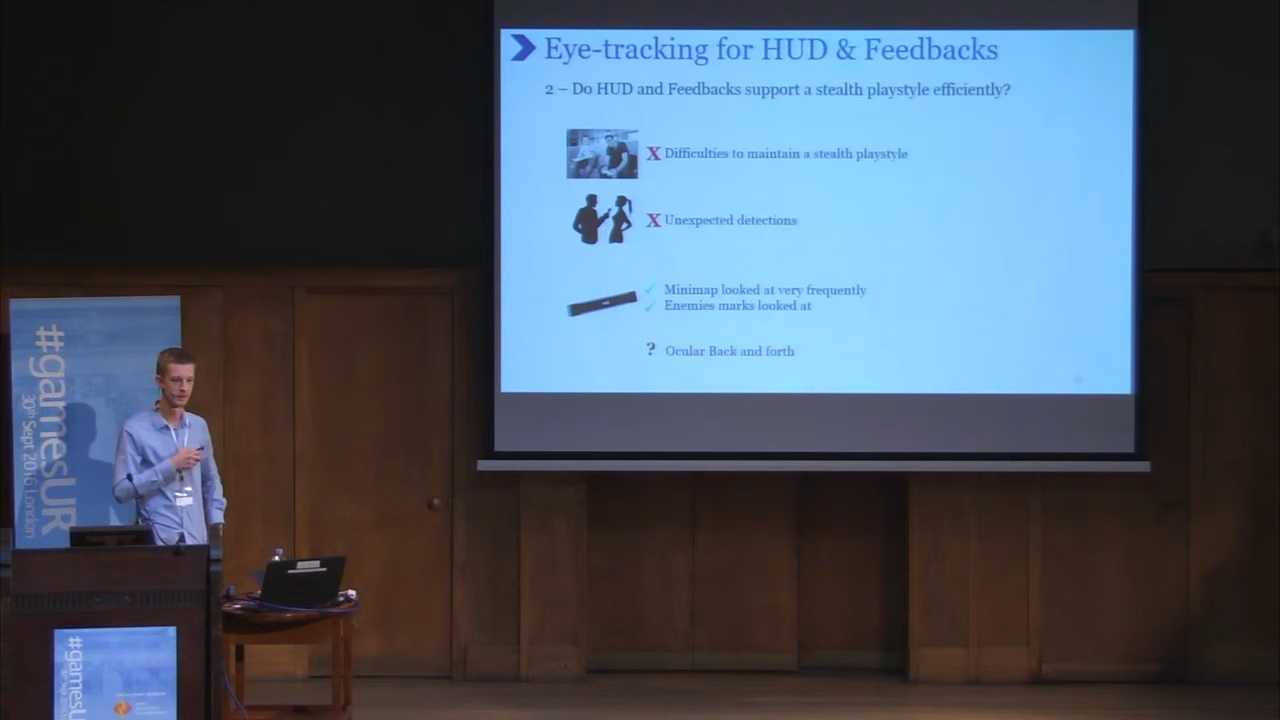 Eye-tracking for HUD & Feedbacks
2 – Do HUD and Feedbacks support a stealth playstyle efficiently?
X Difficulties to maintain a stealth playstyle
X Unexpected detections
✓ Minimap looked at very frequently
✓ Enemies marks looked at
? Ocular Back and forth
#gamesUR
30th Sept 2016 London
#gamesUR